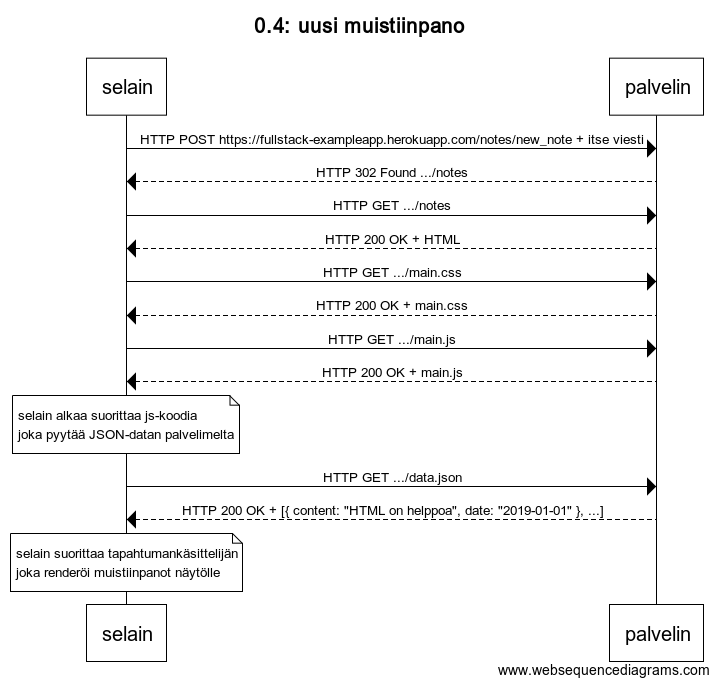 0.4: uusi muistiinpano
selain
palvelin
HTTP POST https://fullstack-exampleapp.herokuapp.com/notes/new_note + itse viesti
HTTP 302 Found .../notes
HTTP GET .../notes
HTTP 200 OK + HTML
HTTP GET .../main.css
HTTP 200 OK + main.css
HTTP GET .../main.js
HTTP 200 OK + main.js
selain alkaa suorittaa js-koodia
joka pyytää JSON-datan palvelimelta
HTTP GET .../data.json
HTTP 200 OK + [{ content: "HTML on helppoa", date: "2019-01-01" }, ...]
selain suorittaa tapahtumankäsittelijän
joka renderöi muistiinpanot näytölle
selain
palvelin
www.websequencediagrams.com